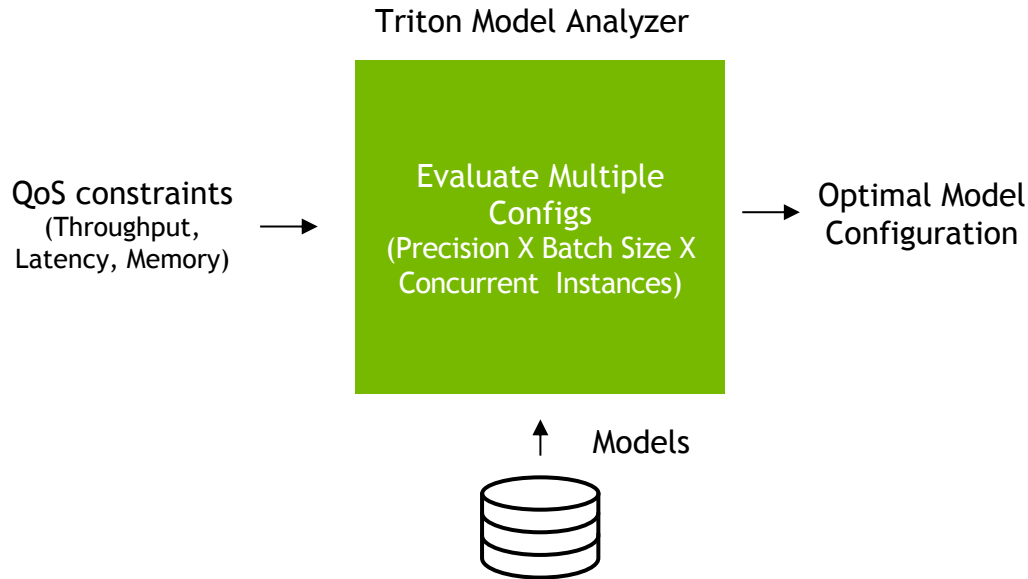 Triton Model Analyzer
QoS constraints
(Throughput,
Latency, Memory)
Evaluate Multiple
Configs
(Precision X Batch Size X
Concurrent Instances)
Optimal Model
Configuration
Models